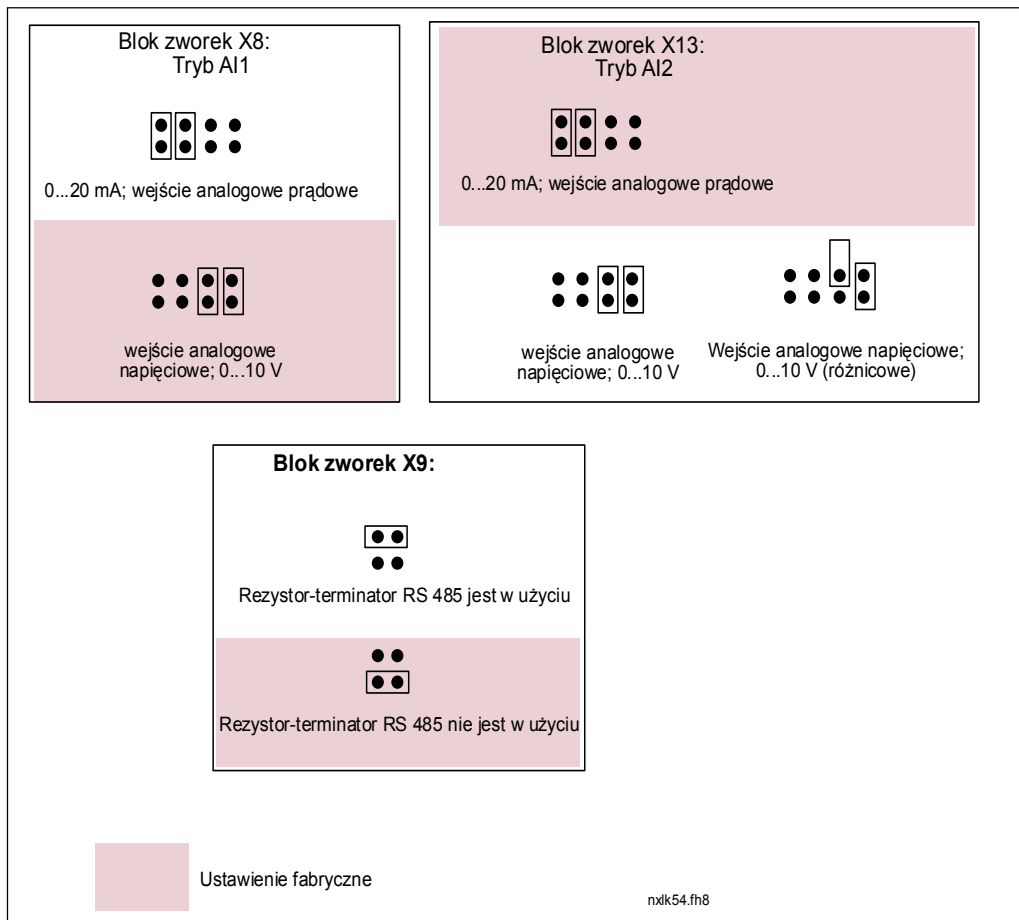 Blok zworek X8:
Tryb AI1
0...20 mA; wejście analogowe prądowe
wejście analogowe
napięciowe; 0...10 V
Blok zworek X13:
Tryb AI2
0...20 mA; wejście analogowe prądowe
wejście analogowe
napięciowe; 0...10 V
Wejście analogowe napięciowe;
0...10 V (różnicowe)
Blok zworek X9:
Rezystor-terminator RS 485 jest w użyciu
Rezystor-terminator RS 485 nie jest w użyciu
Ustawienie fabryczne
nxlk54.fh8